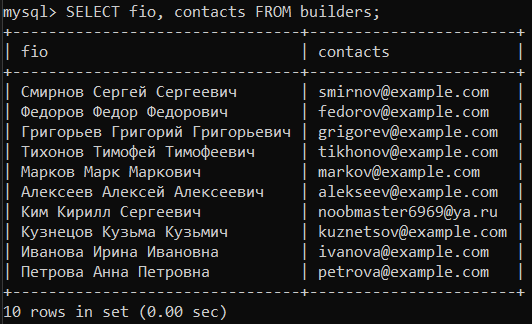 mysql> SELECT fio, contacts FROM builders;
+-------------------------------+-----------------------+
| fio                           | contacts              |
+-------------------------------+-----------------------+
| Смирнов Сергей Сергеевич      | smirnov@example.com   |
| Федоров Федор Федорович       | fedorov@example.com   |
| Григорьев Григорий Григорьевич | grigorev@example.com  |
| Тихонов Тимофей Тимофеевич    | tikhonov@example.com  |
| Марков Марк Маркович          | markov@example.com    |
| Алексеев Алексей Алексеевич   | alekseev@example.com  |
| Ким Кирилл Сергеевич          | noobmaster6969@ya.ru  |
| Кузнецов Кузьма Кузьмич       | kuznetsov@example.com |
| Иванова Ирина Ивановна        | ivanova@example.com   |
| Петрова Анна Петровна         | petrova@example.com   |
+-------------------------------+-----------------------+
10 rows in set (0.00 sec)